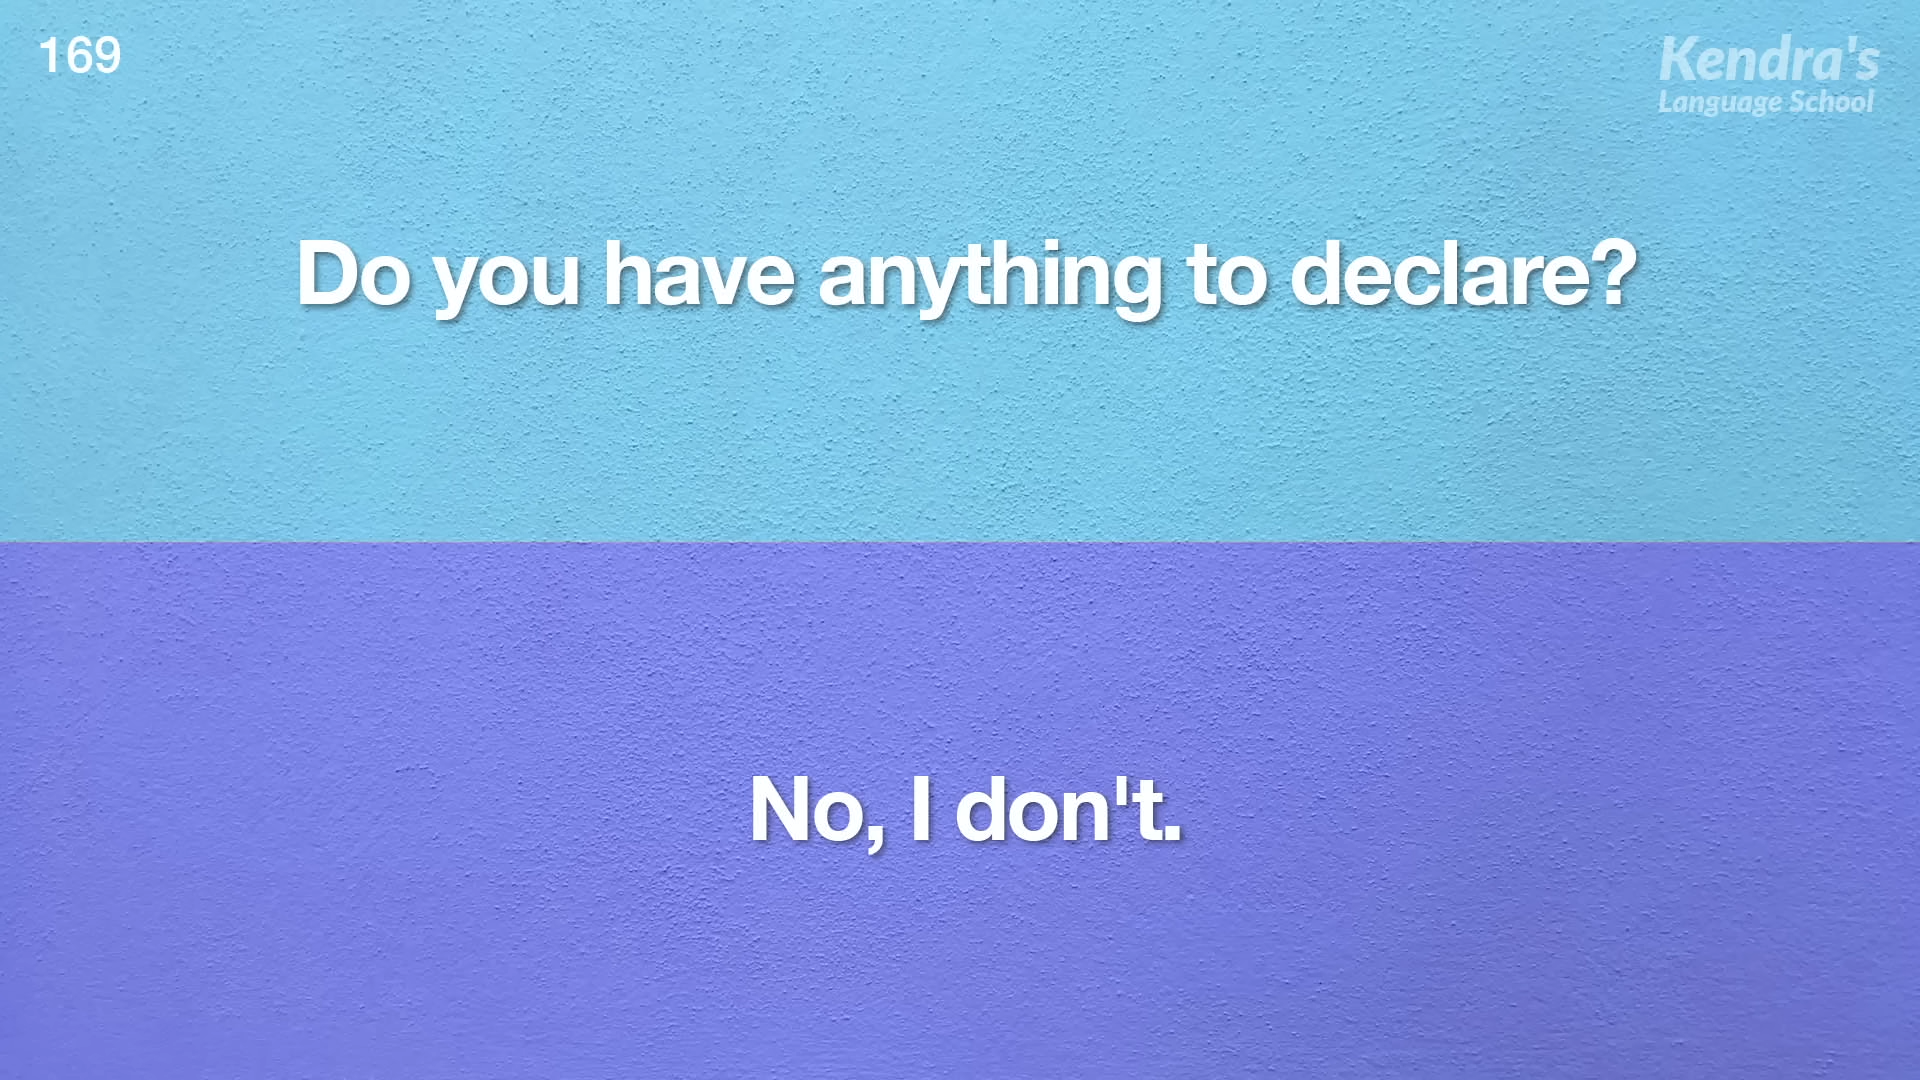 169
Kendra's
Language School
Do you have anything to declare?
No, I don't.